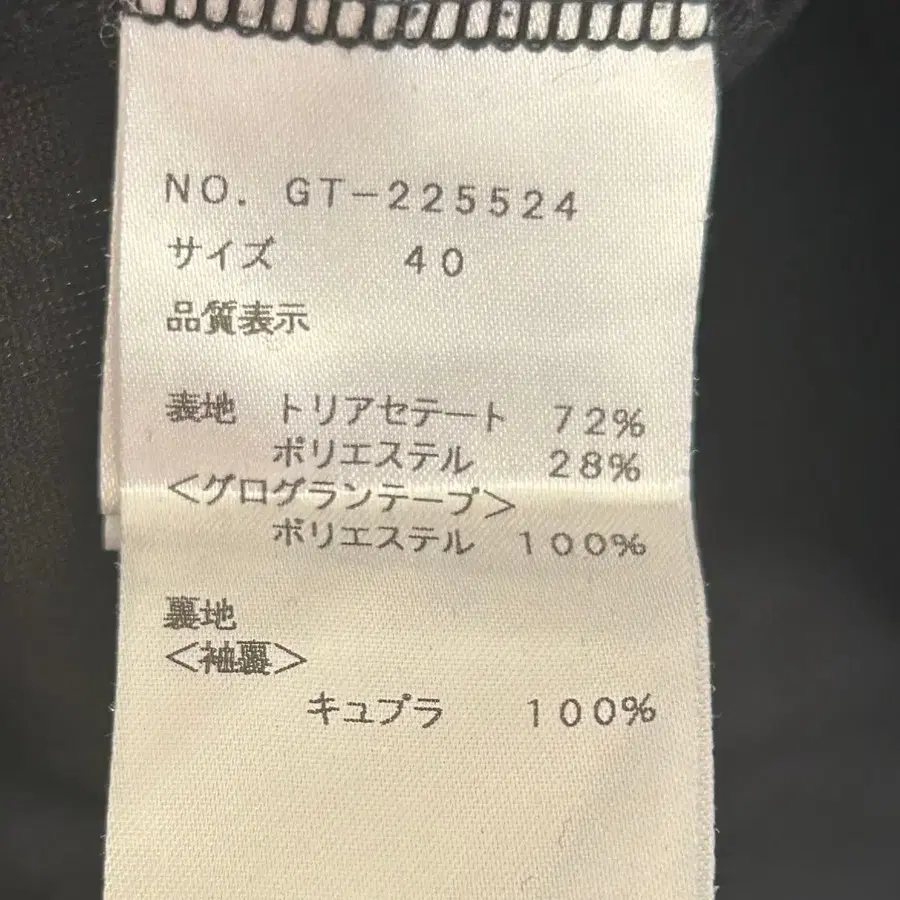 NO. GT-225524
サイズ 40
品質表示
表地 トリアセテート 72%
ポリエステル 28%
<グログランテープ>
ポリエステル 100%
裏地
<袖裏>
キュプラ 100%